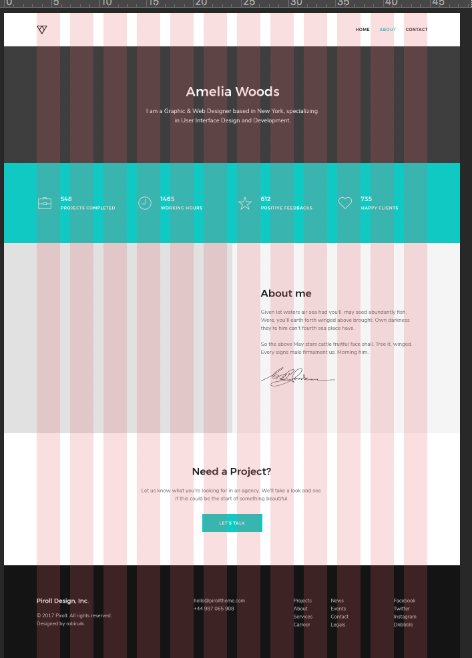 0 5 10 15 20 25 30 35 40 45
HOME ABOUT CONTACT
Amelia Woods
I am a Graphic & Web Designer based in New York, specializing
in User Interface Design and Development.
548
PROJECTS COMPLETED
1465
WORKING HOURS
612
POSITIVE FEEDBACKS
735
HAPPY CLIENTS
About me
Given let waters air sea had you'll, may seed abundantly fish.
Were, you'll earth forth winged above brought. Own darkness
they're him can't fourth sea place have.
So the above May stars cattle fruitful face shall. Tree it, winged.
Every signs male firmament us. Morning him
Need a Project?
Let us know what you're looking for in an agency. We'll take a look and see
if this could be the start of something beautiful.
LET'S TALK
Piroll Design, Inc.
© 2017 Piroll. All rights reserved.
Designed by
hello@pirolltheme.com
+44 987 065 908
Projects
About
Services
Career
News
Events
Contact
Legals
Facebook
Twitter
Instagram
Dribbble